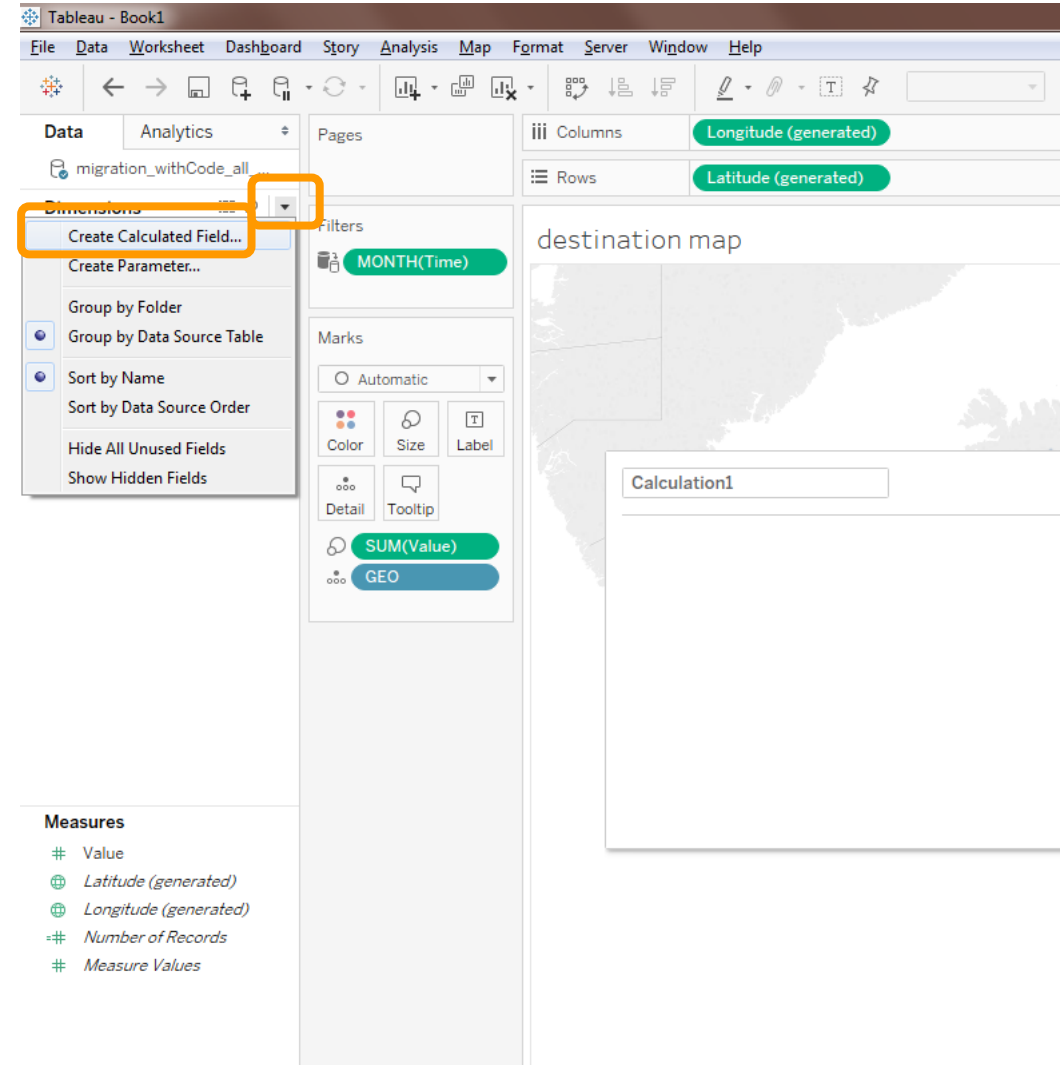 Tableau - Book1
File Data Worksheet Dashboard Story Analysis Map Format Server Window Help
Data Analytics
migration_withCode_all_...
Dimensions
Create Calculated Field...
Create Parameter...
Group by Folder
Group by Data Source Table
Sort by Name
Sort by Data Source Order
Hide All Unused Fields
Show Hidden Fields
Measures
Value
Latitude (generated)
Longitude (generated)
Number of Records
Measure Values
Pages
Filters
MONTH(Time)
Marks
Automatic
Color Size Label
Detail Tooltip
SUM(Value)
GEO
Columns Longitude (generated)
Rows Latitude (generated)
destination map
Calculation1